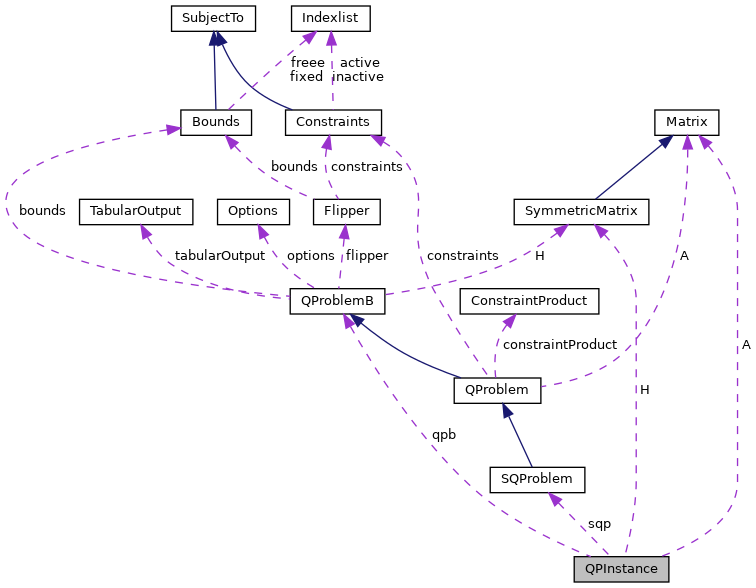 SubjectTo
Indexlist
freee
fixed
active
inactive
Bounds
Constraints
Matrix
bounds
constraints
bounds
TabularOutput
Options
Flipper
SymmetricMatrix
tabularOutput
options
flipper
constraints
H
A
QProblemB
ConstraintProduct
constraintProduct
A
QProblem
H
qpb
SQProblem
sqp
QPInstance